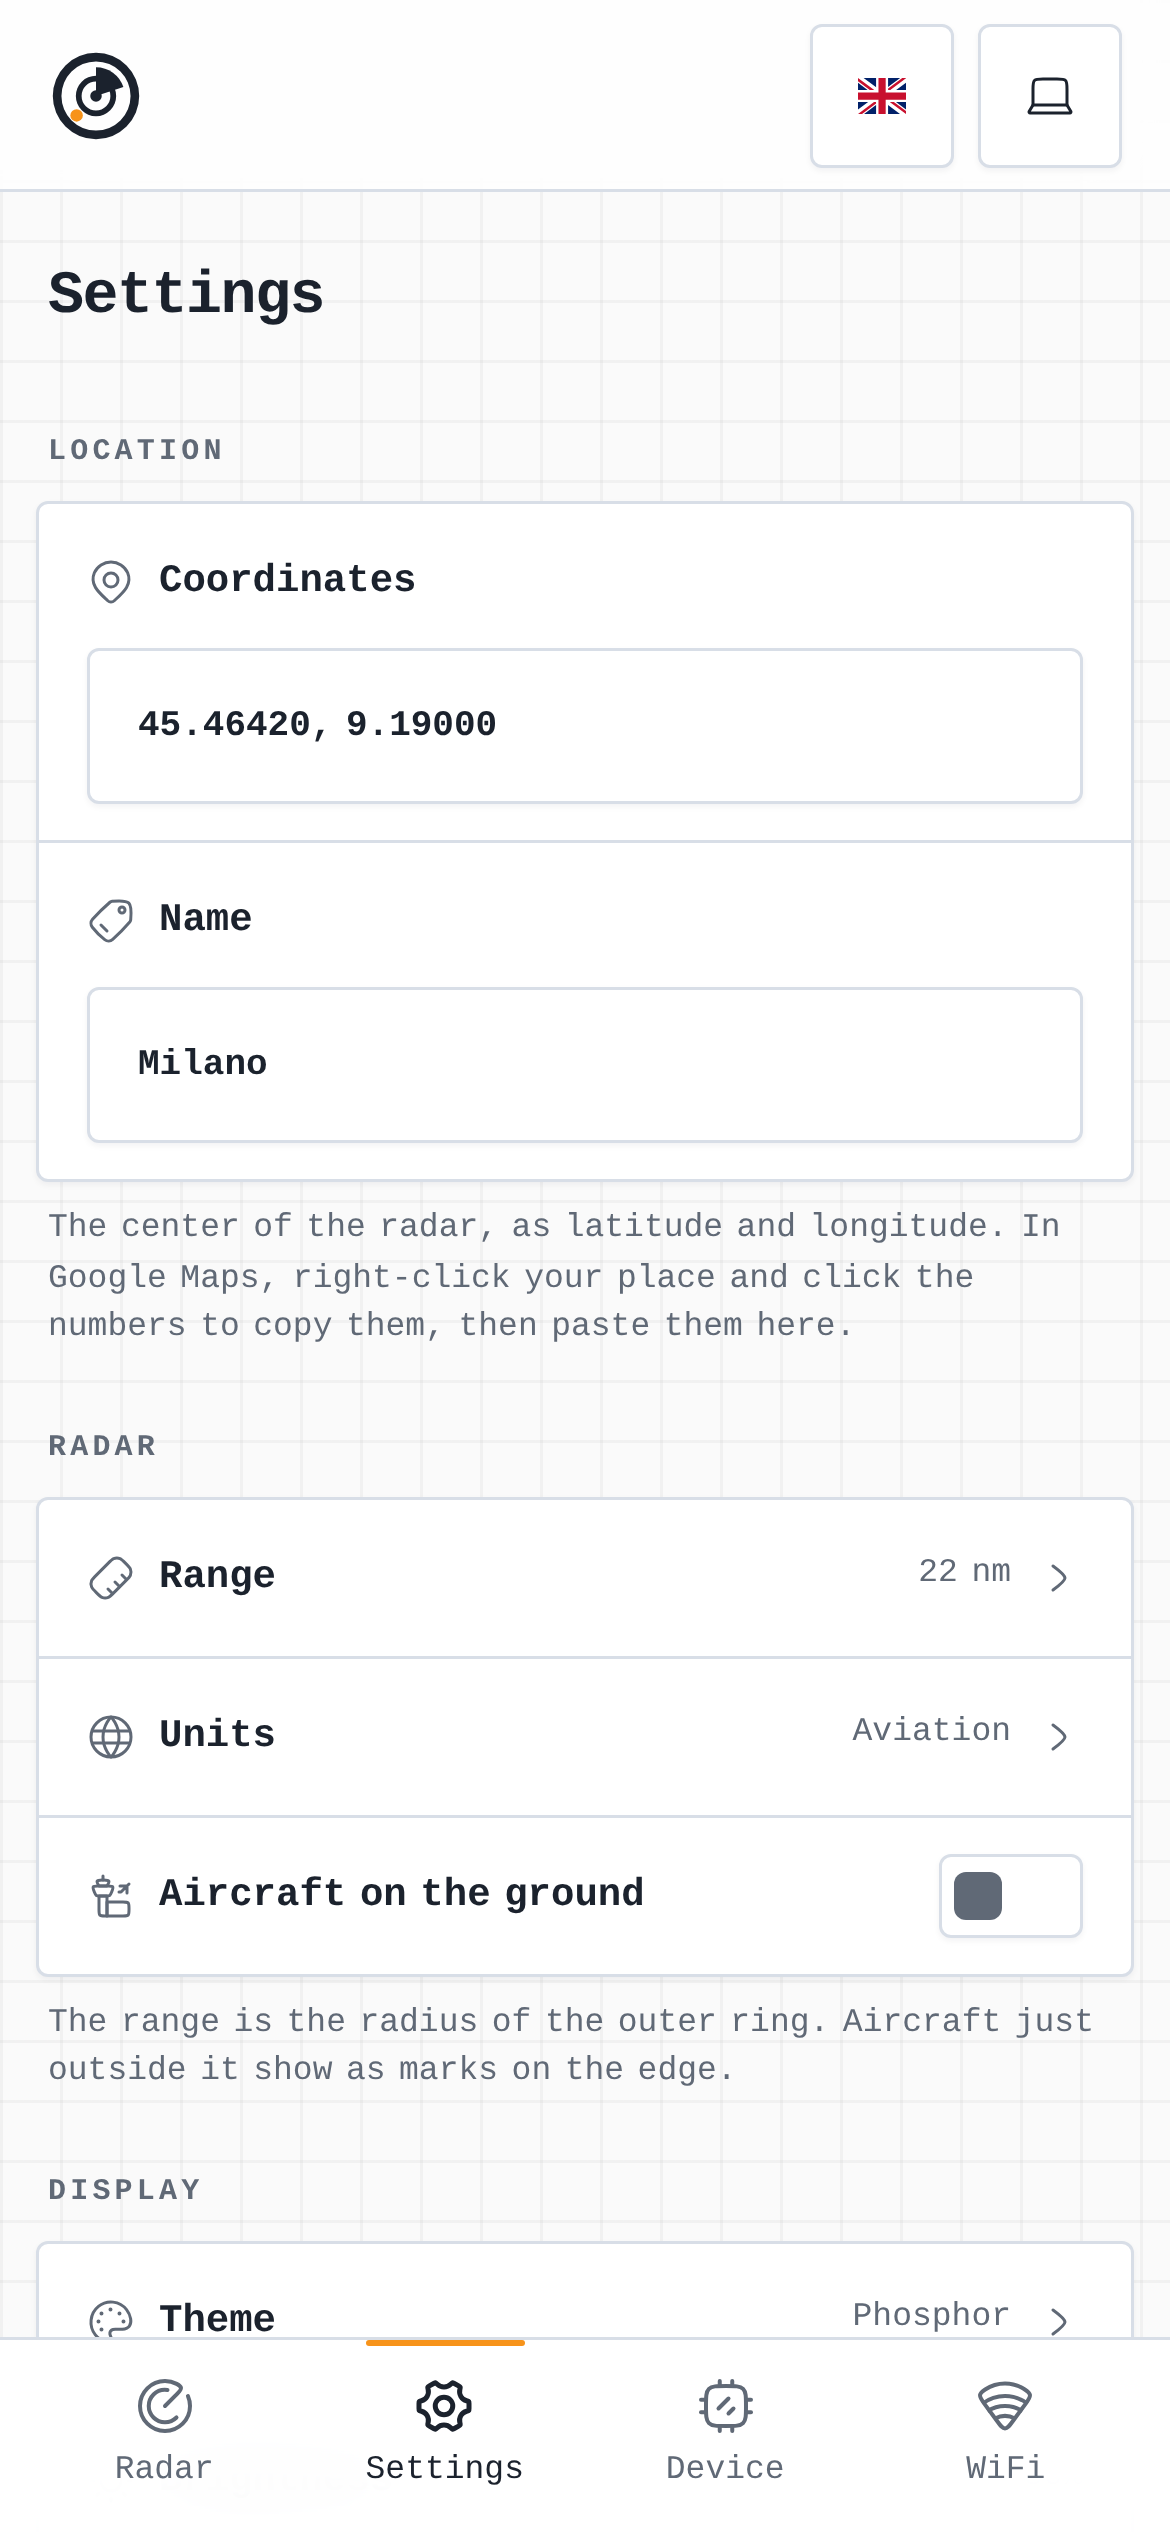 Settings
LOCATION
Coordinates
45.46420, 9.19000
Name
Milano
The center of the radar, as latitude and longitude. In
Google Maps, right-click your place and click the
numbers to copy them, then paste them here.
RADAR
Range 22 nm
Units Aviation
Aircraft on the ground
The range is the radius of the outer ring. Aircraft just
outside it show as marks on the edge.
DISPLAY
Theme Phosphor
Radar Settings Device WiFi